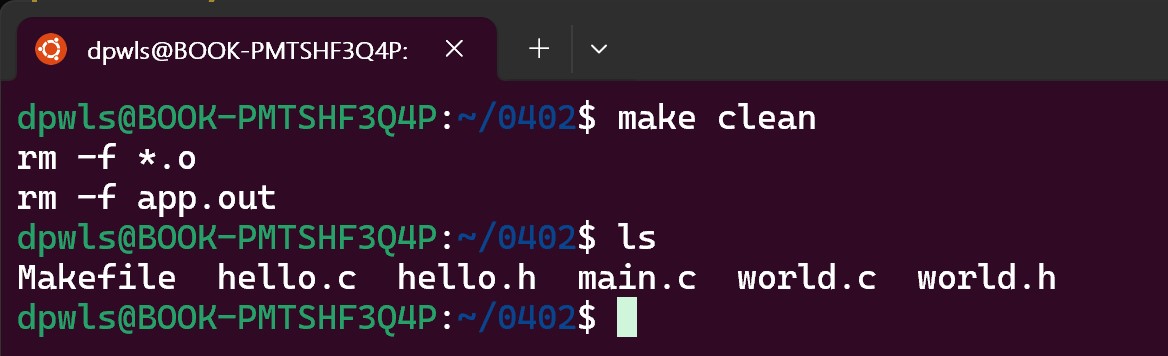 dpwls@BOOK-PMTSHF3Q4P:
dpwls@BOOK-PMTSHF3Q4P:~/0402$ make clean
rm -f *.o
rm -f app.out
dpwls@BOOK-PMTSHF3Q4P:~/0402$ ls
Makefile  hello.c  hello.h  main.c  world.c  world.h
dpwls@BOOK-PMTSHF3Q4P:~/0402$